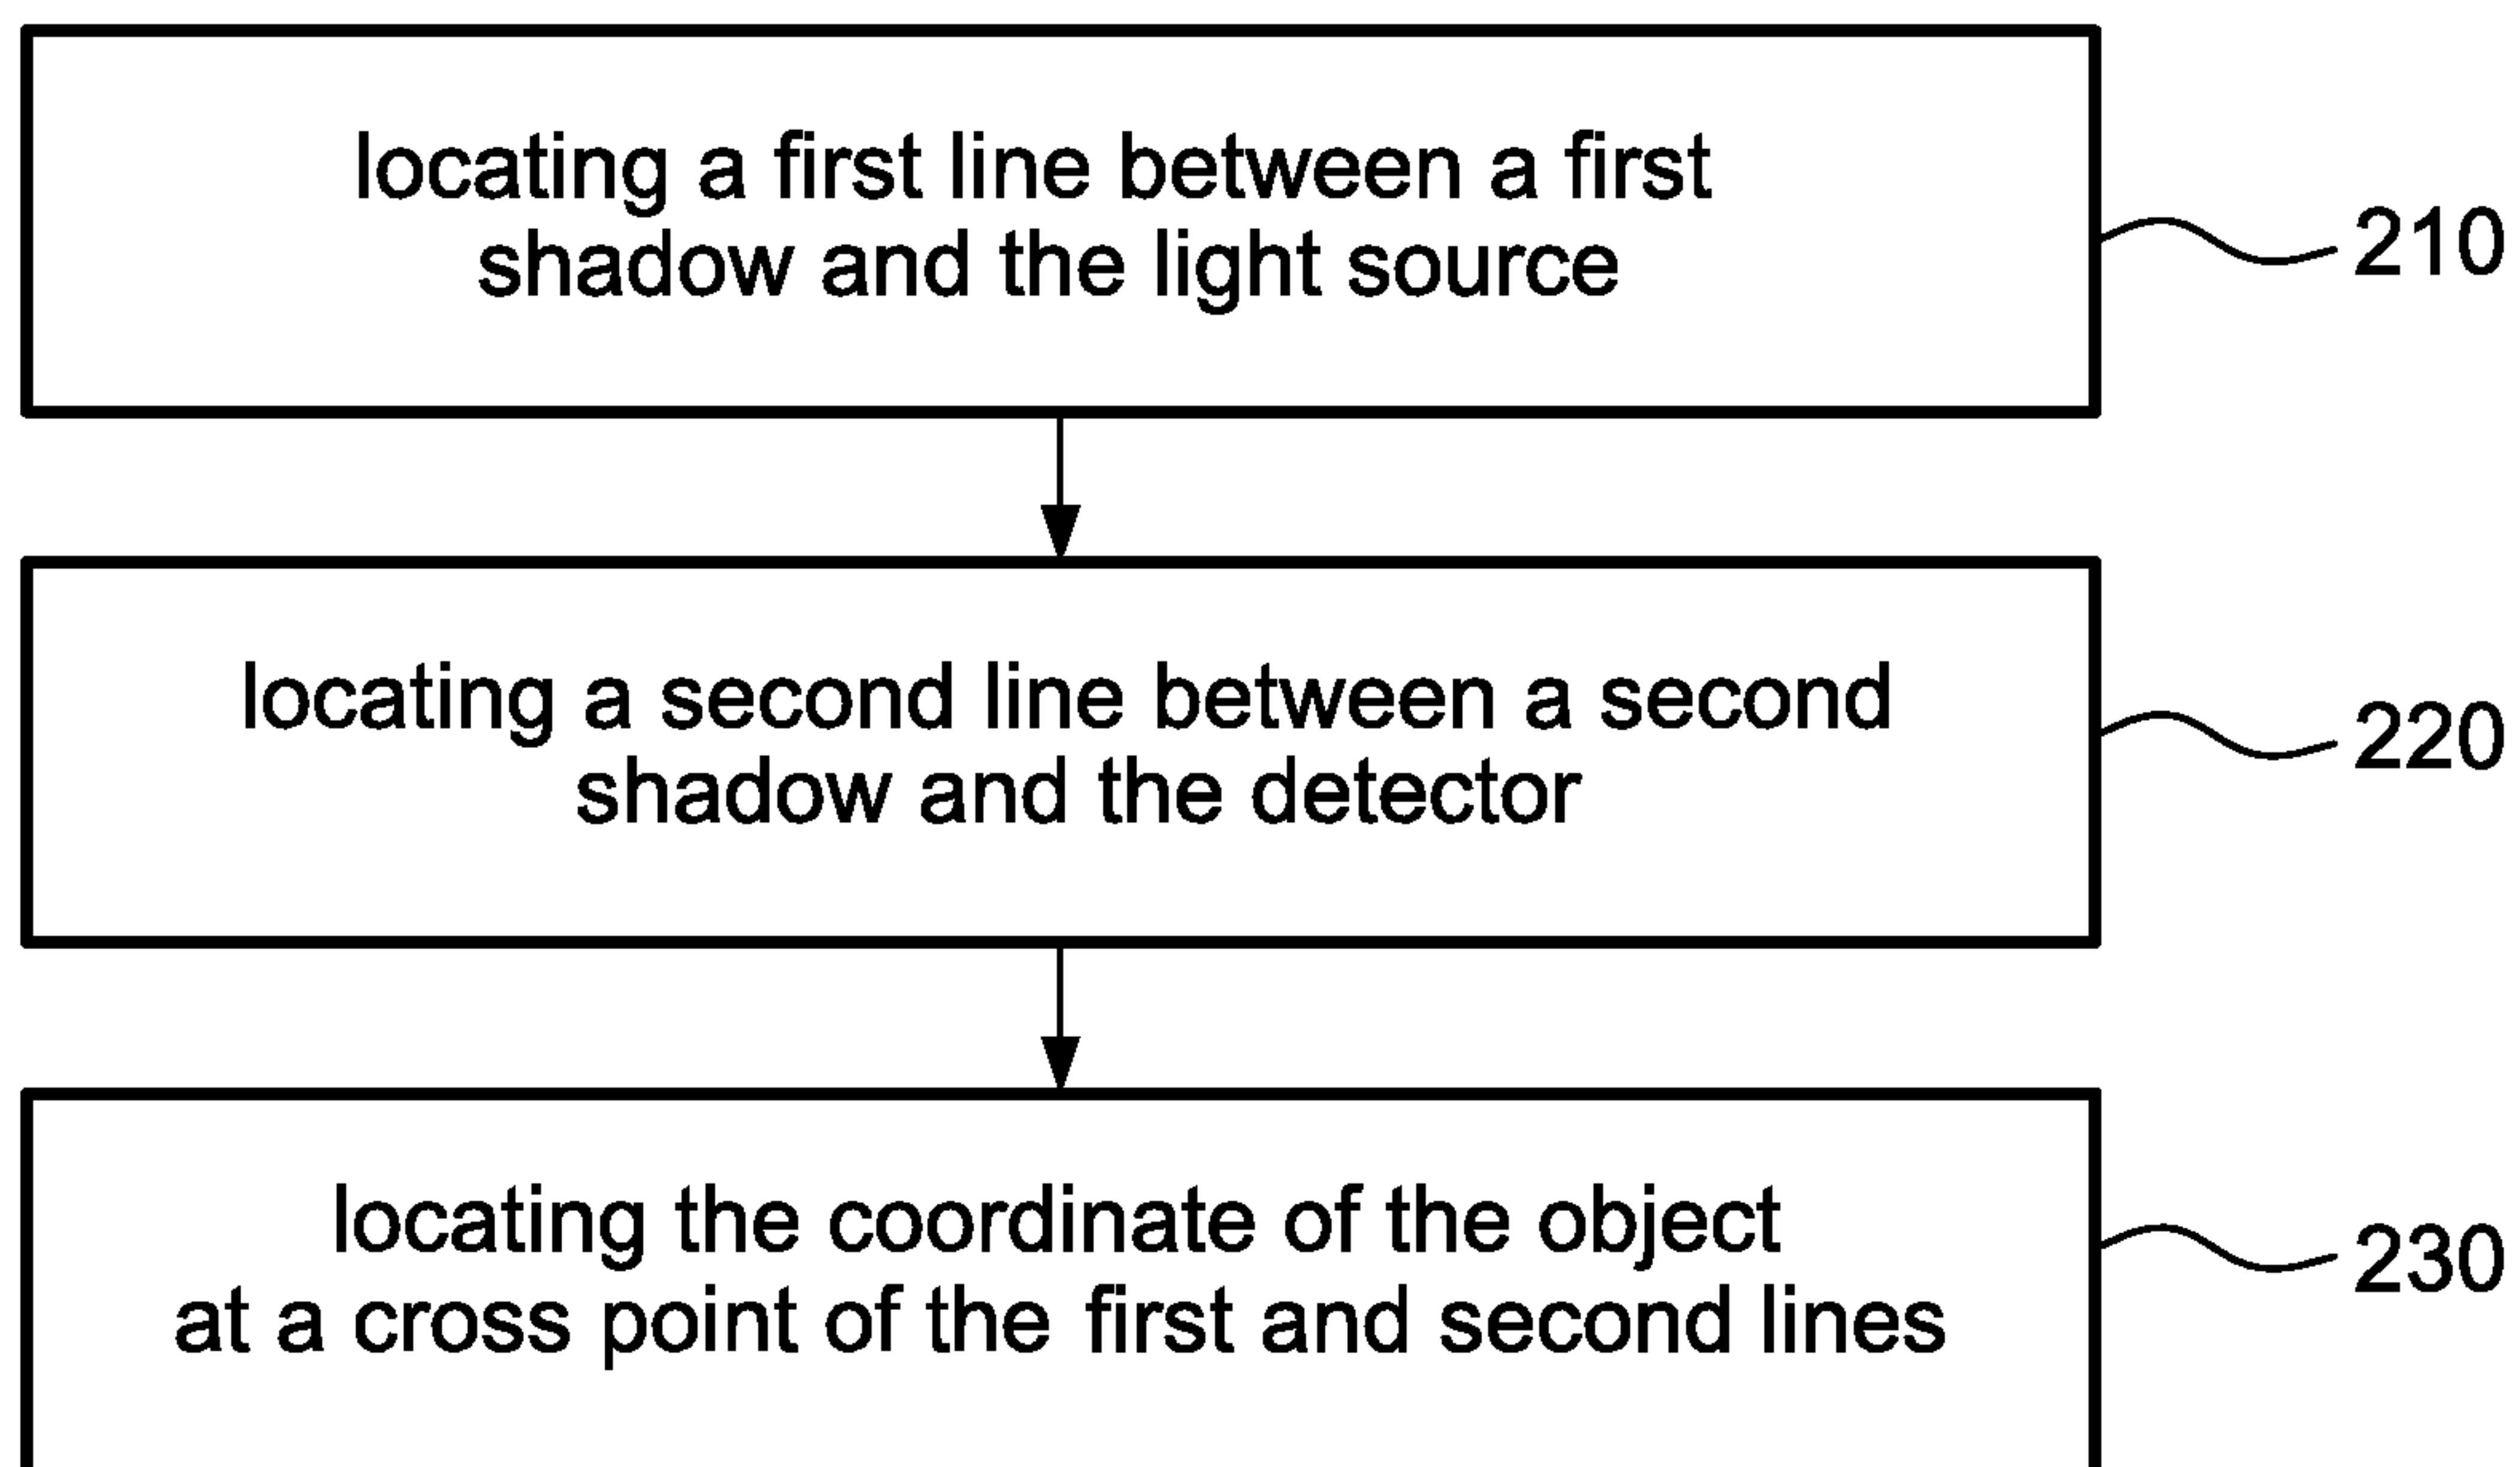 locating a first line between a first
shadow and the light source
210
locating a second line between a second
shadow and the detector
220
locating the coordinate of the object
at a cross point of the first and second lines
230